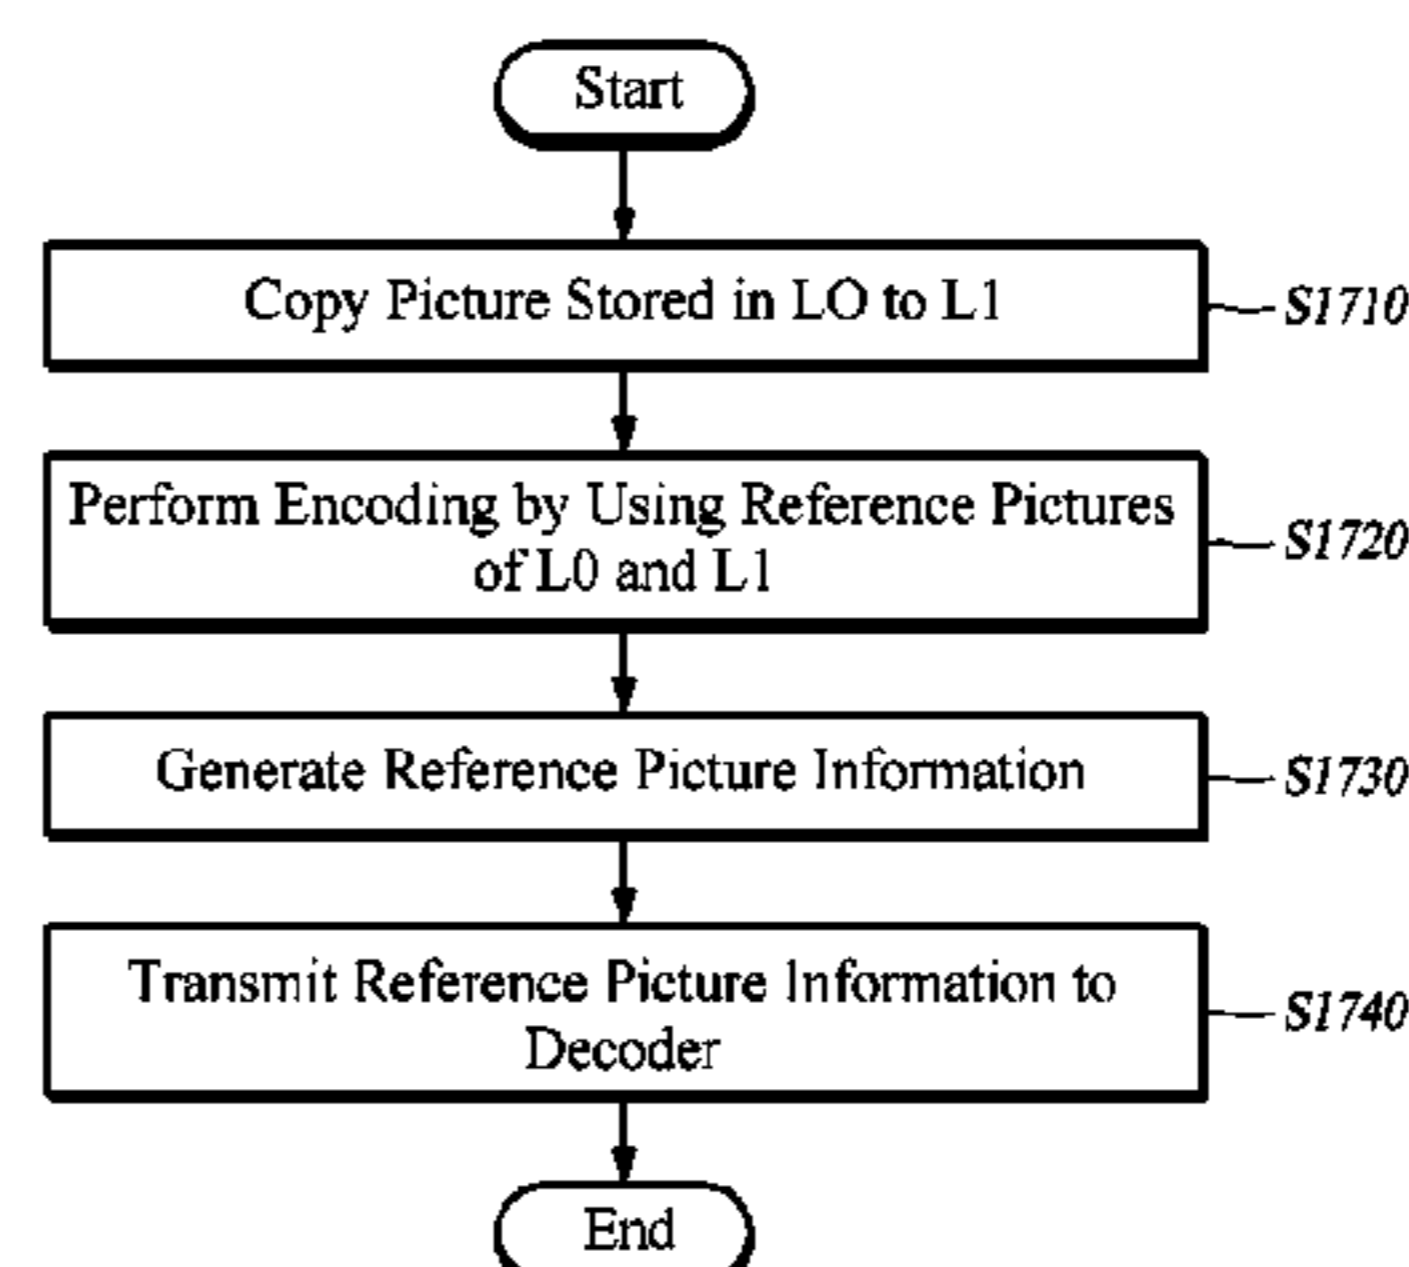 Start
Copy Picture Stored in LO to L1
S1710
Perform Encoding by Using Reference Pictures
of L0 and L1
S1720
Generate Reference Picture Information
S1730
Transmit Reference Picture Information to
Decoder
S1740
End